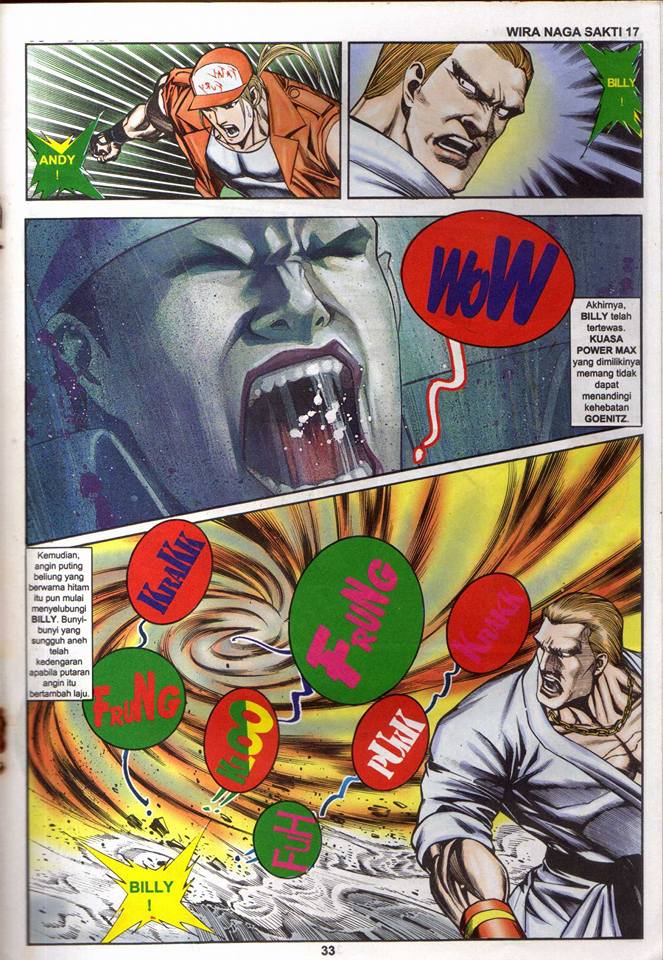 WIRA NAGA SAKTI 17
ANDY
!
BILLY
!
WOW
Akhirnya,
BILLY telah
tertewas.
KUASA
POWER MAX
yang dimilikinya
memang tidak
dapat
menandingi
kehebatan
GOENITZ.
Kemudian,
angin puting
beliung yang
berwarna hitam
itu pun mulai
menyelubungi
BILLY. Bunyi-
bunyi yang
sungguh aneh
telah
kedengaran
apabila putaran
angin itu
bertambah laju.
KRAKK
FRUNG
KRAKK
FRUNG
PUKK
FUH
BILLY
!
33